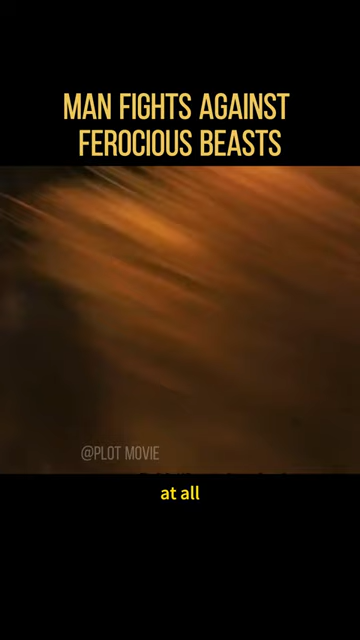 MAN FIGHTS AGAINST
FEROCIOUS BEASTS
@PLOT MOVIE
at all